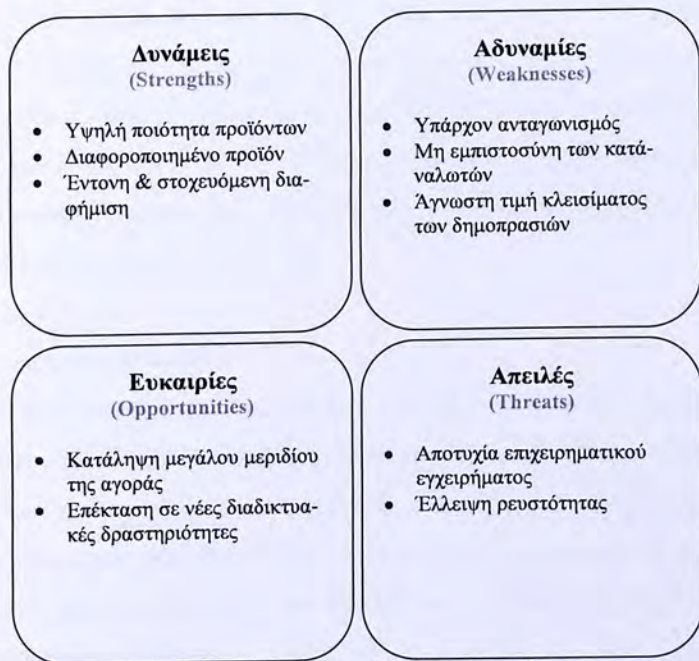 Δυνάμεις
(Strengths)
• Υψηλή ποιότητα προϊόντων
• Διαφοροποιημένο προϊόν
• Έντονη & στοχευόμενη δια-
φήμιση
Αδυναμίες
(Weaknesses)
• Υπάρχον ανταγωνισμός
• Μη εμπιστοσύνη των κατά-
ναλωτών
• Άγνωστη τιμή κλεισίματος
των δημοπρασιών
Ευκαιρίες
(Opportunities)
• Κατάληψη μεγάλου μεριδίου
της αγοράς
• Επέκταση σε νέες διαδικτυα-
κές δραστηριότητες
Απειλές
(Threats)
• Αποτυχία επιχειρηματικού
εγχειρήματος
• Έλλειψη ρευστότητας